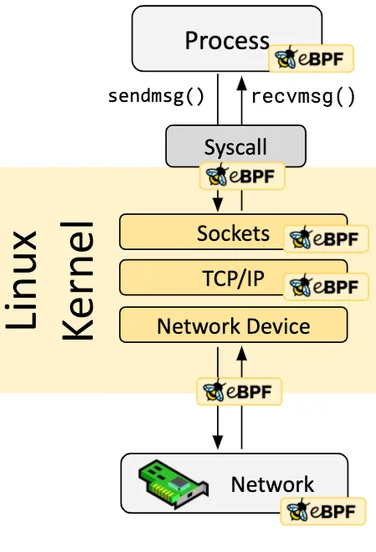 Process
eBPF
sendmsg()
recvmsg()
Syscall
eBPF
Linux
Kernel
Sockets
eBPF
TCP/IP
eBPF
Network Device
eBPF
Network
eBPF